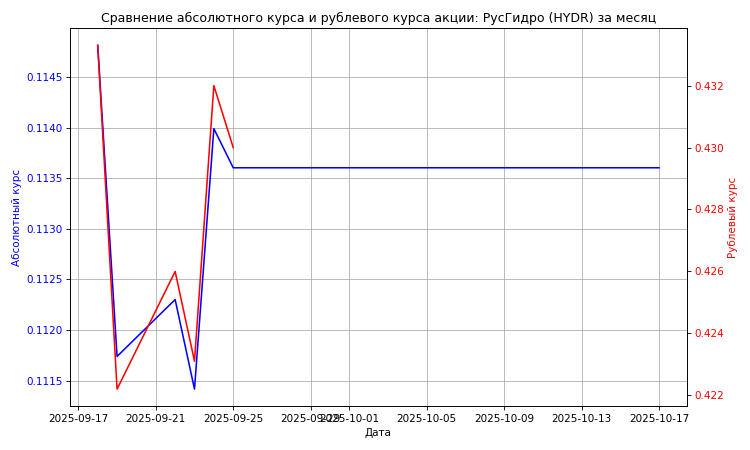 Сравнение абсолютного курса и рублевого курса акции: РусГидро (HYDR) за месяц
Абсолютный курс
0.1145
0.1140
0.1135
0.1130
0.1125
0.1120
0.1115
0.432
0.430
0.428
0.426
0.424
0.422
Рублевый курс
2025-09-17 2025-09-21 2025-09-25 2025-09-29 2025-10-01 2025-10-05 2025-10-09 2025-10-13 2025-10-17
Дата